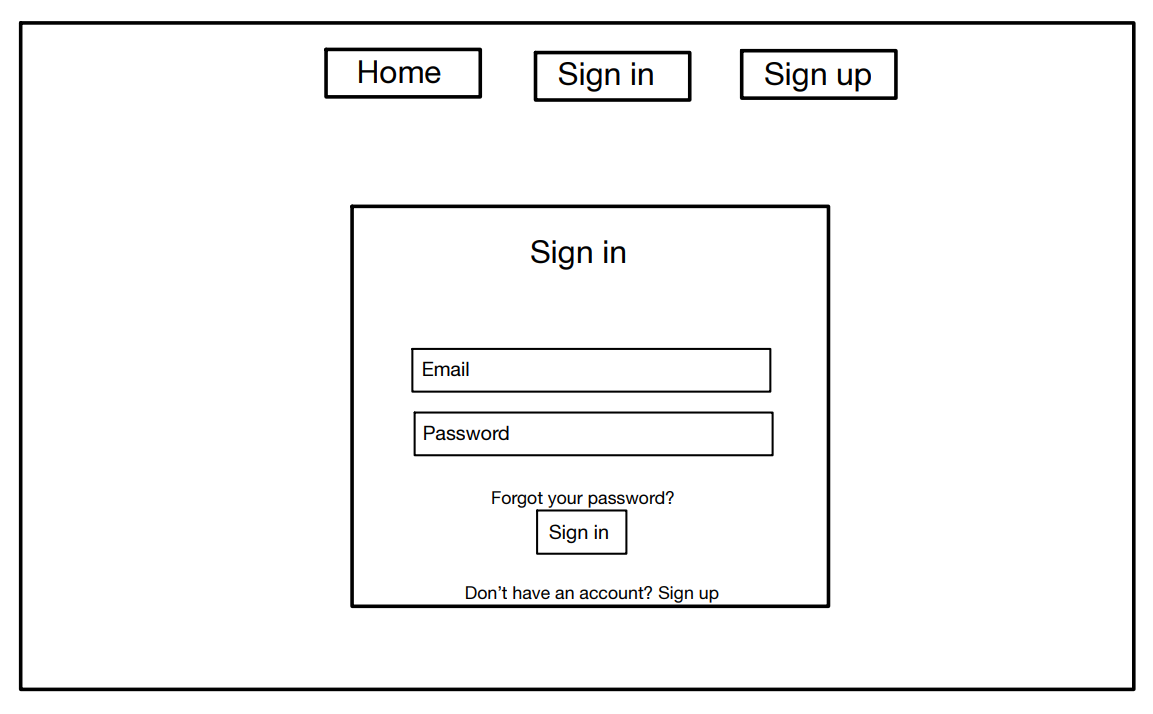 Home Sign in Sign up
Sign in
Email
Password
Forgot your password?
Sign in
Don’t have an account? Sign up